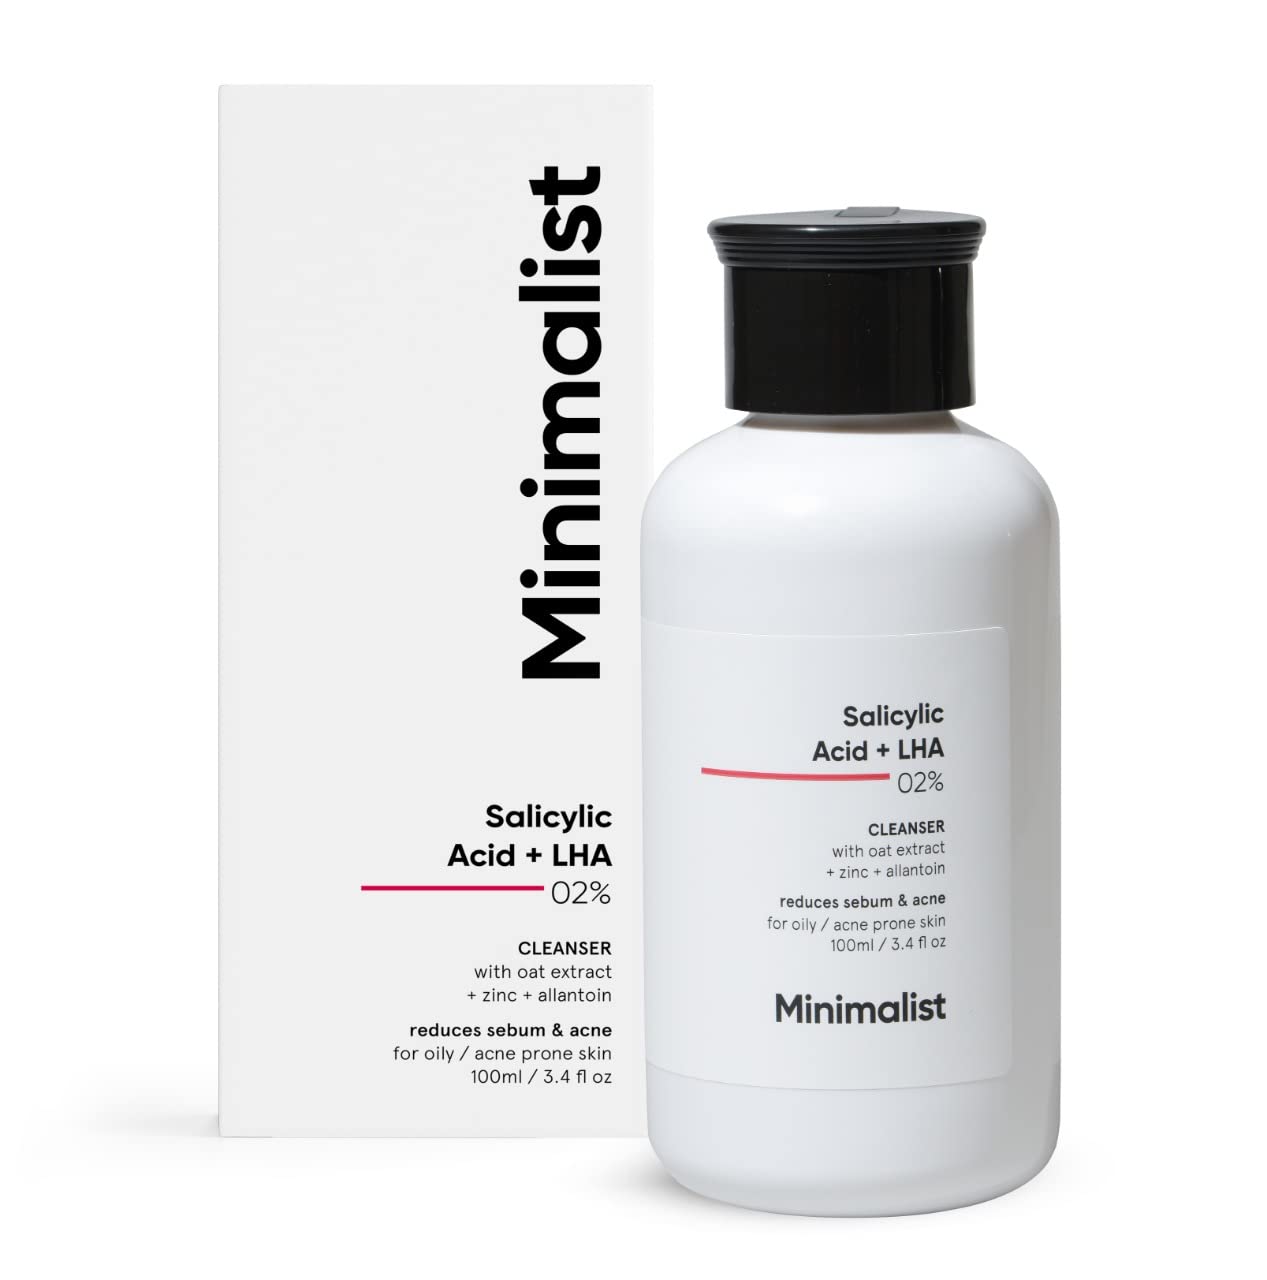 Minimalist
Salicylic
Acid + LHA
02%
CLEANSER
with oat extract
+ zinc + allantoin
reduces sebum & acne
for oily / acne prone skin
100ml / 3.4 fl oz
Salicylic
Acid + LHA
02%
CLEANSER
with oat extract
+ zinc + allantoin
reduces sebum & acne
for oily / acne prone skin
100ml / 3.4 fl oz
Minimalist